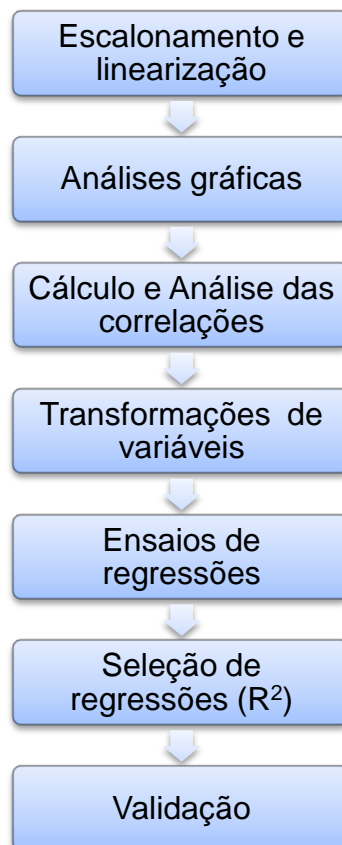 Escalonamento e
linearização
Análises gráficas
Cálculo e Análise das
correlações
Transformações de
variáveis
Ensaios de
regressões
Seleção de
regressões (R²)
Validação